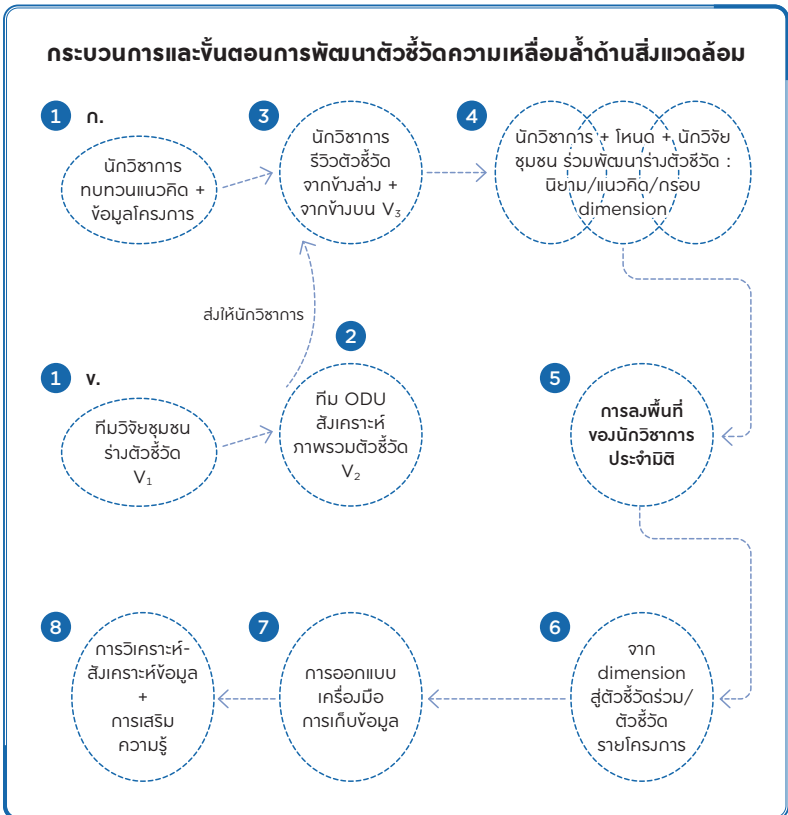 กระบวนการและขั้นตอนการพัฒนาตัวชี้วัดความเหลื่อมล้ำด้านสิ่งแวดล้อม
1 ก.
นักวิชาการ
ทบทวนแนวคิด +
ข้อมูลโครงการ
3
นักวิชาการ
รีวิวตัวชี้วัด
จากข้างล่าง +
จากข้างบน V₃
4
นักวิชาการ + โหนด + นักวิจัย
ชุมชน ร่วมพัฒนาร่างตัวชี้วัด :
นิยาม/แนวคิด/กรอบ
dimension
ส่งให้นักวิชาการ
1 ข.
ทีมวิจัยชุมชน
ร่างตัวชี้วัด
V₁
2
ทีม ODU
สังเคราะห์
ภาพรวมตัวชี้วัด
V₂
5
การลงพื้นที่
ของนักวิชาการ
ประจำมิติ
6
จาก
dimension
สู่ตัวชี้วัดร่วม/
ตัวชี้วัด
รายโครงการ
7
การออกแบบ
เครื่องมือ
การเก็บข้อมูล
8
การวิเคราะห์-
สังเคราะห์ข้อมูล
+
การเสริม
ความรู้